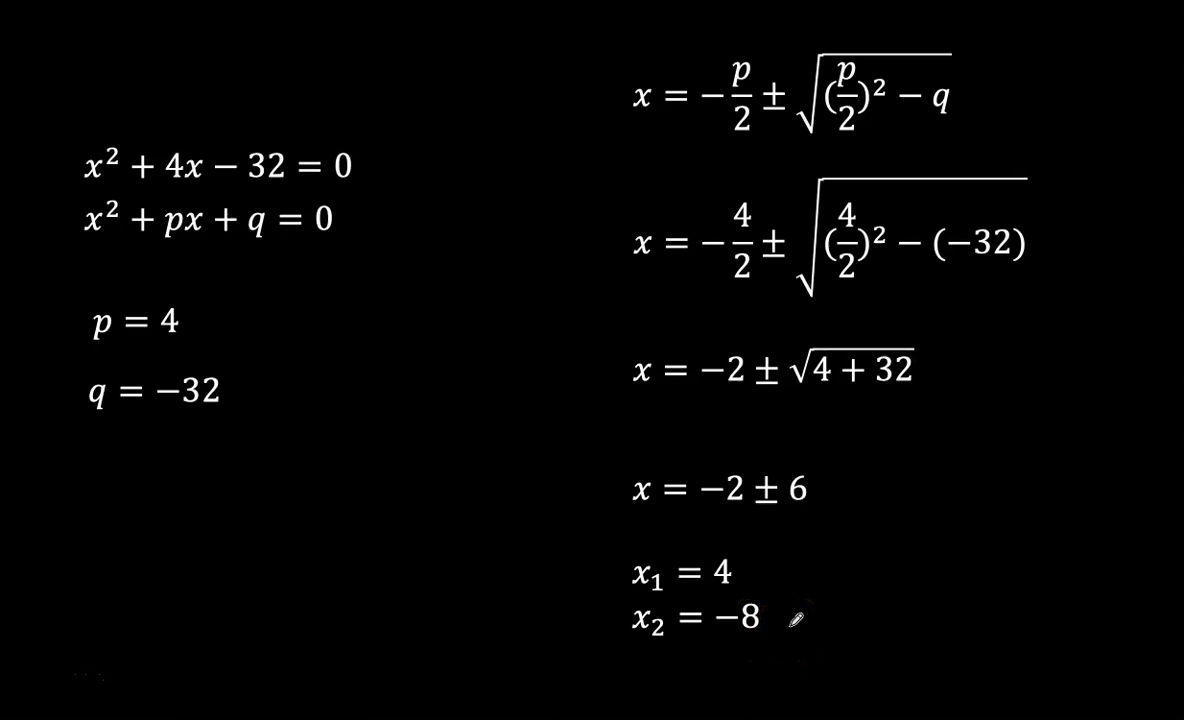 x² + 4x − 32 = 0
x² + px + q = 0
p = 4
q = −32
x = −p/2 ± √((p/2)² − q)
x = −4/2 ± √((4/2)² − (−32))
x = −2 ± √(4 + 32)
x = −2 ± 6
x₁ = 4
x₂ = −8